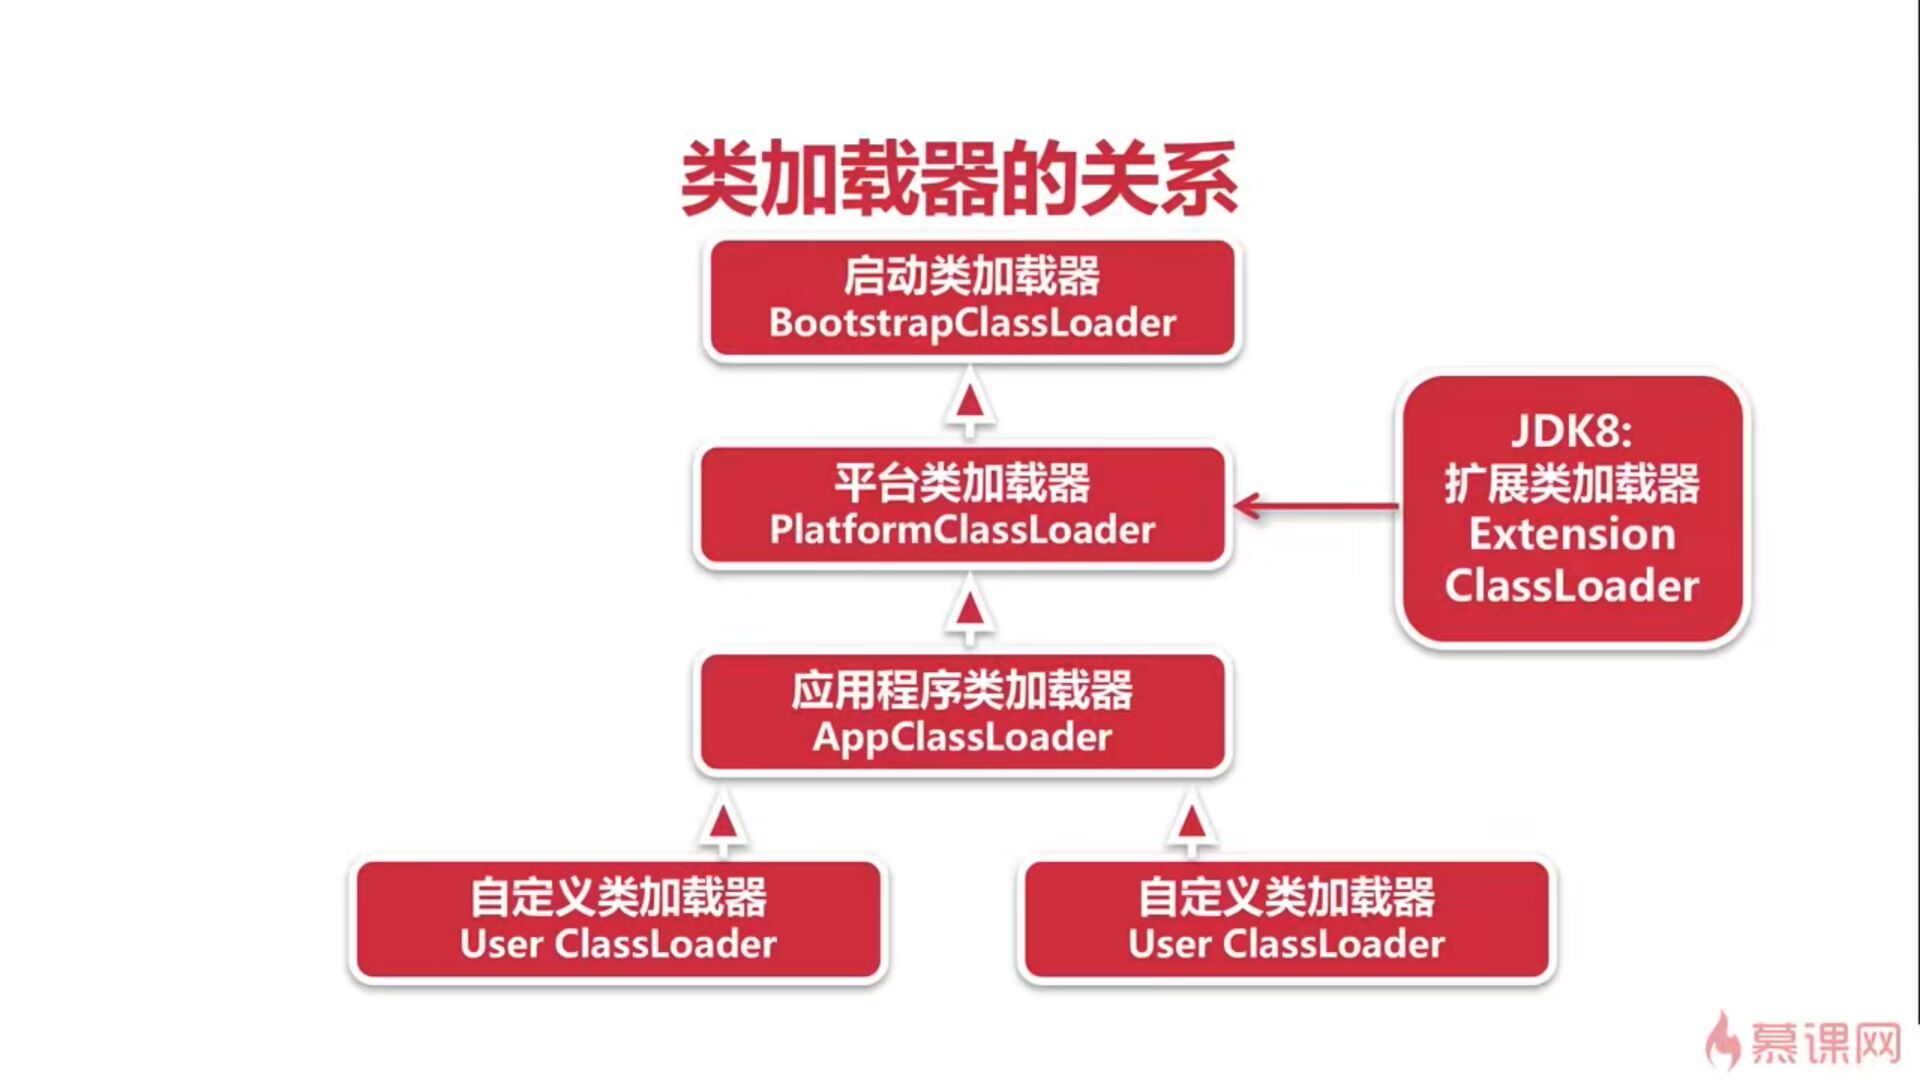 类加载器的关系
启动类加载器
BootstrapClassLoader
平台类加载器
PlatformClassLoader
JDK8:
扩展类加载器
Extension
ClassLoader
应用程序类加载器
AppClassLoader
自定义类加载器
User ClassLoader
自定义类加载器
User ClassLoader
慕课网